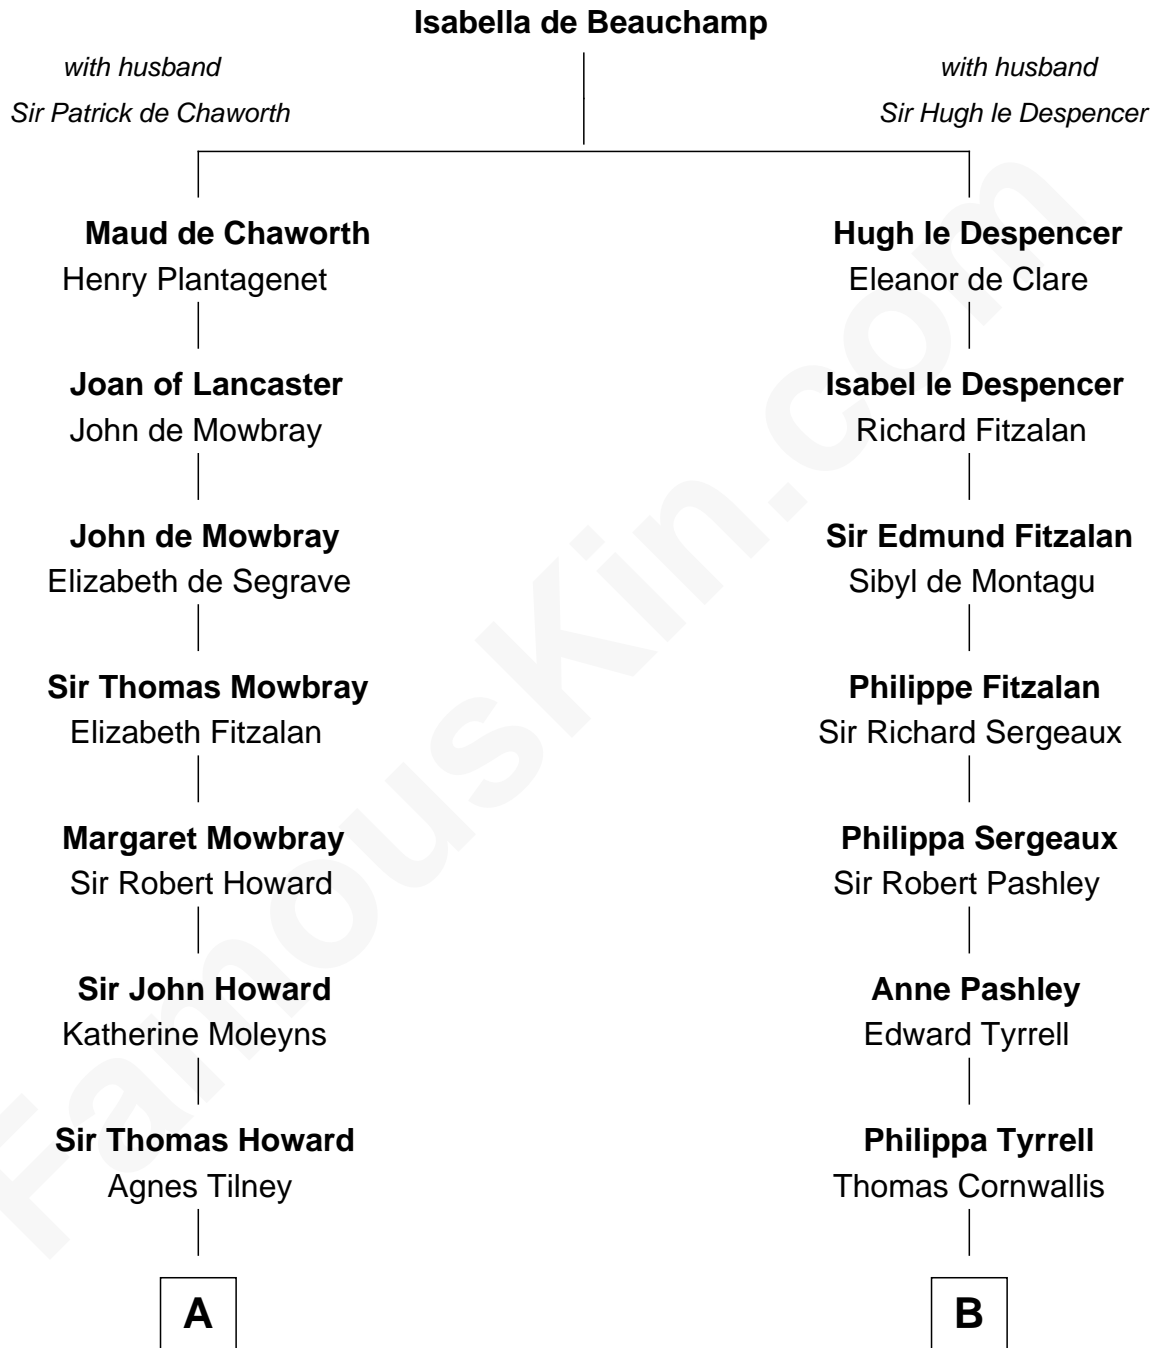 Isabella de Beauchamp
with husband
Sir Patrick de Chaworth
with husband
Sir Hugh le Despencer
Maud de Chaworth
Henry Plantagenet
Hugh le Despencer
Eleanor de Clare
Joan of Lancaster
John de Mowbray
Isabel le Despencer
Richard Fitzalan
John de Mowbray
Elizabeth de Segrave
Sir Edmund Fitzalan
Sibyl de Montagu
Sir Thomas Mowbray
Elizabeth Fitzalan
Philippe Fitzalan
Sir Richard Sergeaux
Margaret Mowbray
Sir Robert Howard
Philippa Sergeaux
Sir Robert Pashley
Sir John Howard
Katherine Moleyns
Anne Pashley
Edward Tyrrell
Sir Thomas Howard
Agnes Tilney
Philippa Tyrrell
Thomas Cornwallis
A
B
FamousKin.com